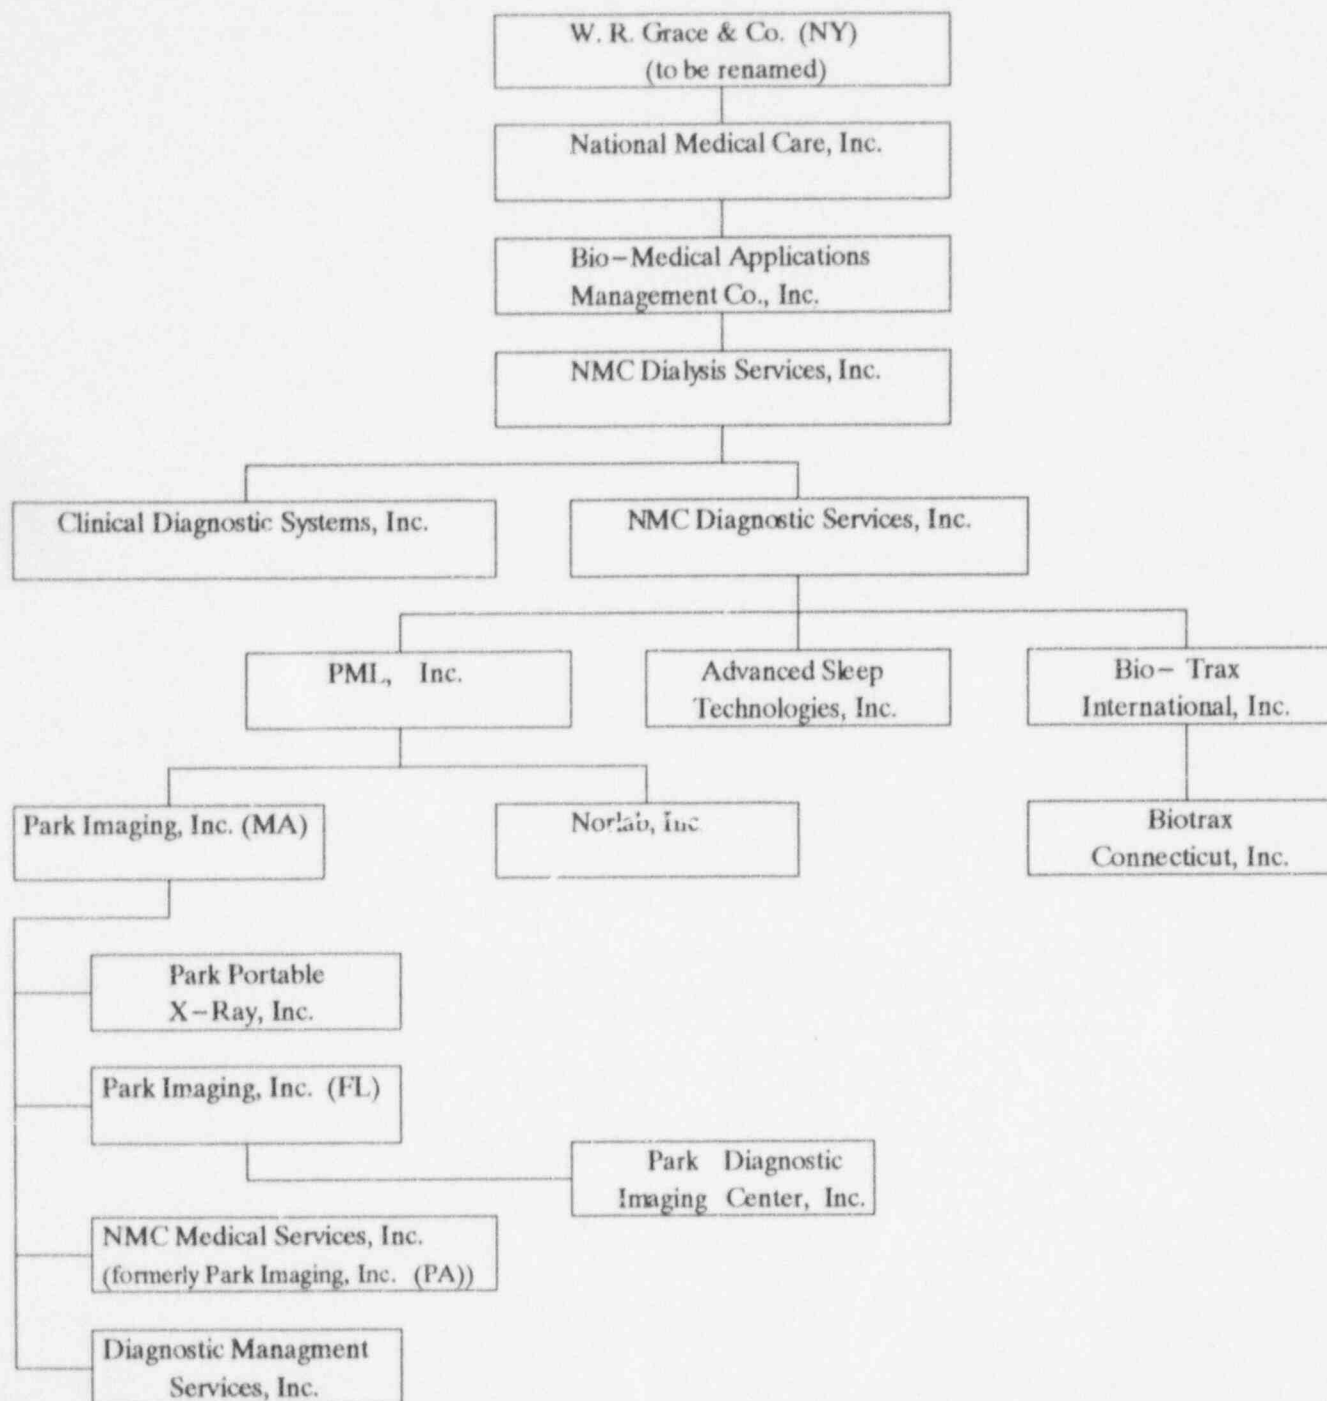 W. R. Grace & Co. (NY)
(to be renamed)
National Medical Care, Inc.
Bio-Medical Applications
Management Co., Inc.
NMC Dialysis Services, Inc.
Clinical Diagnostic Systems, Inc.
NMC Diagnostic Services, Inc.
PML, Inc.
Advanced Sleep
Technologies, Inc.
Bio- Trax
International, Inc.
Park Imaging, Inc. (MA)
Norlab, Inc
Biotrax
Connecticut, Inc.
Park Portable
X-Ray, Inc.
Park Imaging, Inc. (FL)
Park Diagnostic
Imaging Center, Inc.
NMC Medical Services, Inc.
(formerly Park Imaging, Inc. (PA))
Diagnostic Managment
Services, Inc.